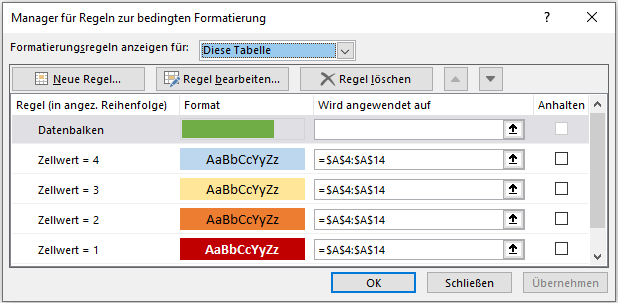 Manager für Regeln zur bedingten Formatierung
Formatierungsregeln anzeigen für: Diese Tabelle
Neue Regel... Regel bearbeiten... Regel löschen
Regel (in angez. Reihenfolge) Format Wird angewendet auf Anhalten
Datenbalken
Zellwert = 4 AaBbCcYyZz =$A$4:$A$14
Zellwert = 3 AaBbCcYyZz =$A$4:$A$14
Zellwert = 2 AaBbCcYyZz =$A$4:$A$14
Zellwert = 1 AaBbCcYyZz =$A$4:$A$14
OK Schließen Übernehmen